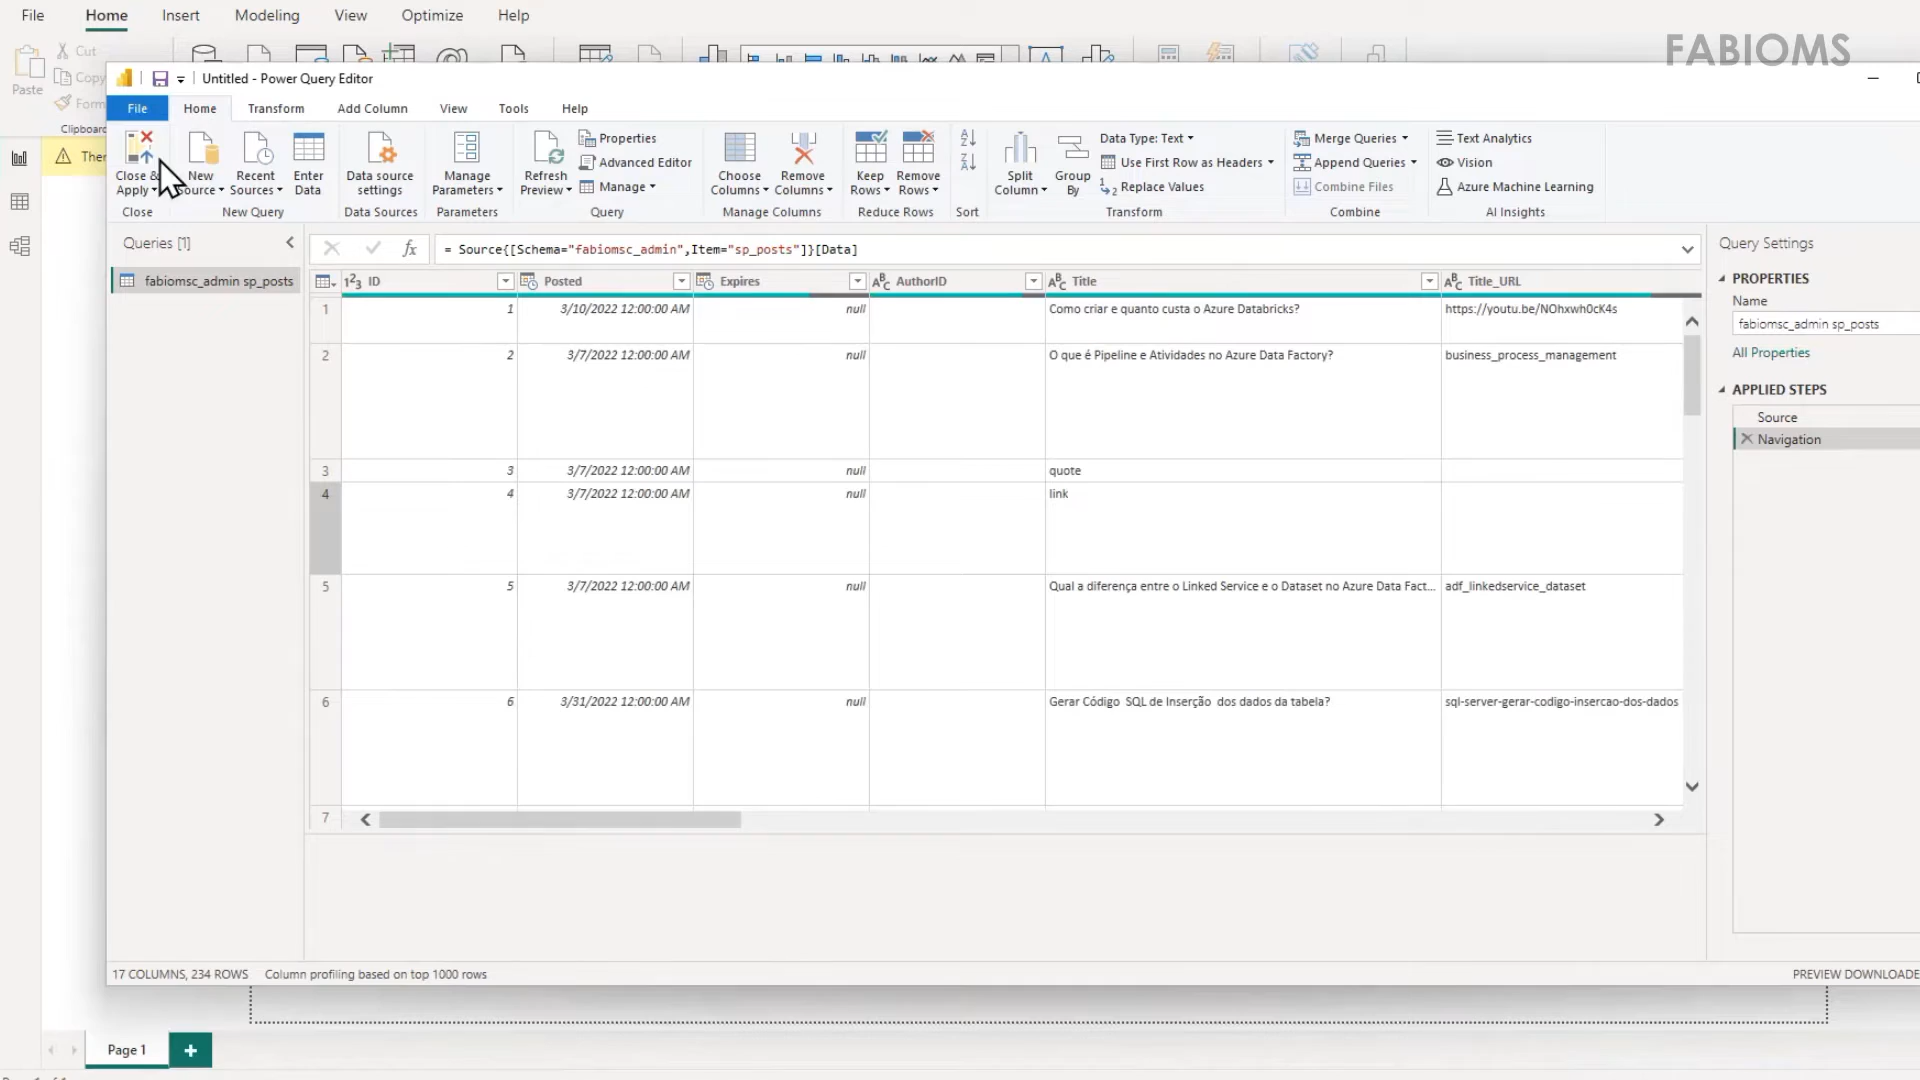 File Home Insert Modeling View Optimize Help
FABIOMS
Cut
Copy
Paste
Clipboard
Untitled - Power Query Editor
File Home Transform Add Column View Tools Help
Close &
Apply
Close
New
Source
Recent
Sources
Enter
Data
New Query
Data source
settings
Data Sources
Manage
Parameters
Parameters
Refresh
Preview
Properties
Advanced Editor
Manage
Query
Choose
Columns
Remove
Columns
Manage Columns
Keep
Rows
Remove
Rows
Reduce Rows
A
Z
Z
A
Sort
Split
Column
Group
By
Data Type: Text
Use First Row as Headers
1 2 Replace Values
Transform
Merge Queries
Append Queries
Combine Files
Combine
Text Analytics
Vision
Azure Machine Learning
AI Insights
Queries [1]
fabiomsc_admin sp_posts
fx = Source{[Schema="fabiomsc_admin",Item="sp_posts"]}[Data]
123 ID Posted Expires ABC AuthorID ABC Title ABC Title_URL
1 1 3/10/2022 12:00:00 AM null Como criar e quanto custa o Azure Databricks? https://youtu.be/NOhxwh0cK4s
2 2 3/7/2022 12:00:00 AM null O que é Pipeline e Atividades no Azure Data Factory? business_process_management
3 3 3/7/2022 12:00:00 AM null quote
4 4 3/7/2022 12:00:00 AM null link
5 5 3/7/2022 12:00:00 AM null Qual a diferença entre o Linked Service e o Dataset no Azure Data Fact... adf_linkedservice_dataset
6 6 3/31/2022 12:00:00 AM null Gerar Código SQL de Inserção dos dados da tabela? sql-server-gerar-codigo-insercao-dos-dados
7
Query Settings
PROPERTIES
Name
fabiomsc_admin sp_posts
All Properties
APPLIED STEPS
Source
Navigation
17 COLUMNS, 234 ROWS Column profiling based on top 1000 rows
PREVIEW DOWNLOADE
Page 1